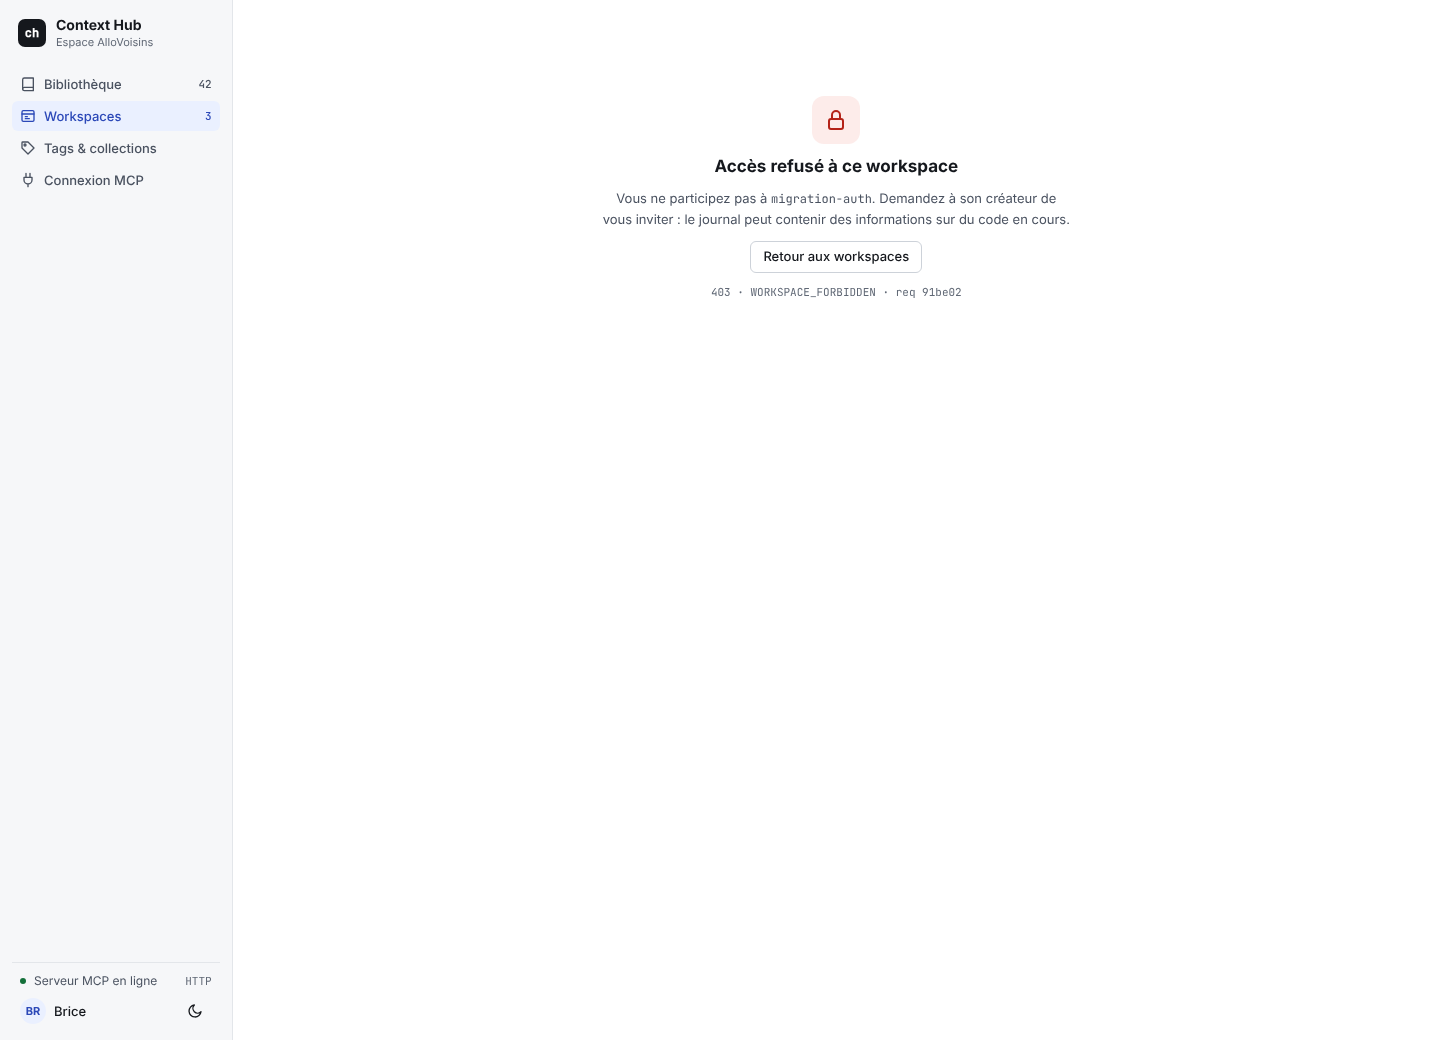 ch
Context Hub
Espace AlloVoisins
Bibliothèque 42
Workspaces 3
Tags & collections
Connexion MCP
Accès refusé à ce workspace
Vous ne participez pas à migration-auth. Demandez à son créateur de
vous inviter : le journal peut contenir des informations sur du code en cours.
Retour aux workspaces
403 · WORKSPACE_FORBIDDEN · req 91be02
Serveur MCP en ligne HTTP
BR Brice